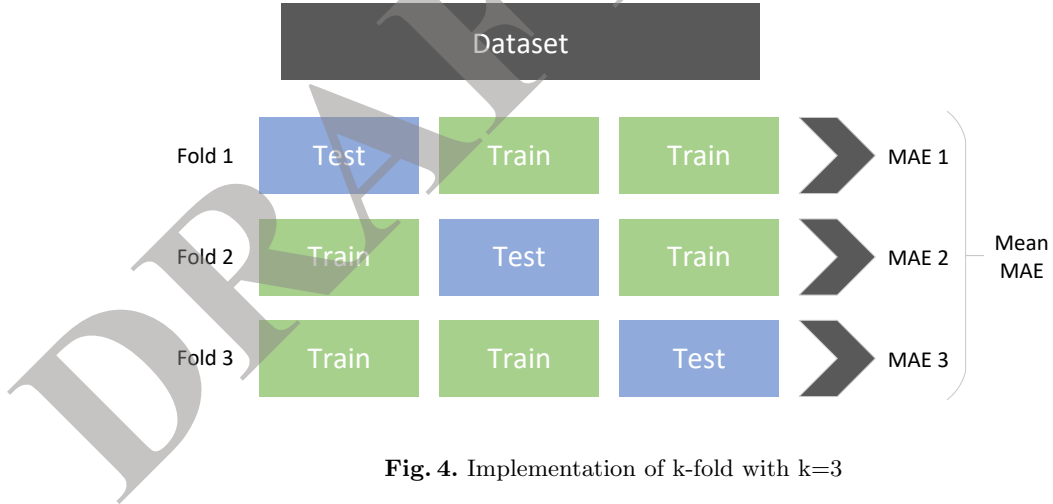 Dataset
Fold 1 Test Train Train MAE 1
Fold 2 Train Test Train MAE 2
Mean
MAE
Fold 3 Train Train Test MAE 3
Fig. 4. Implementation of k-fold with k=3
DRAF